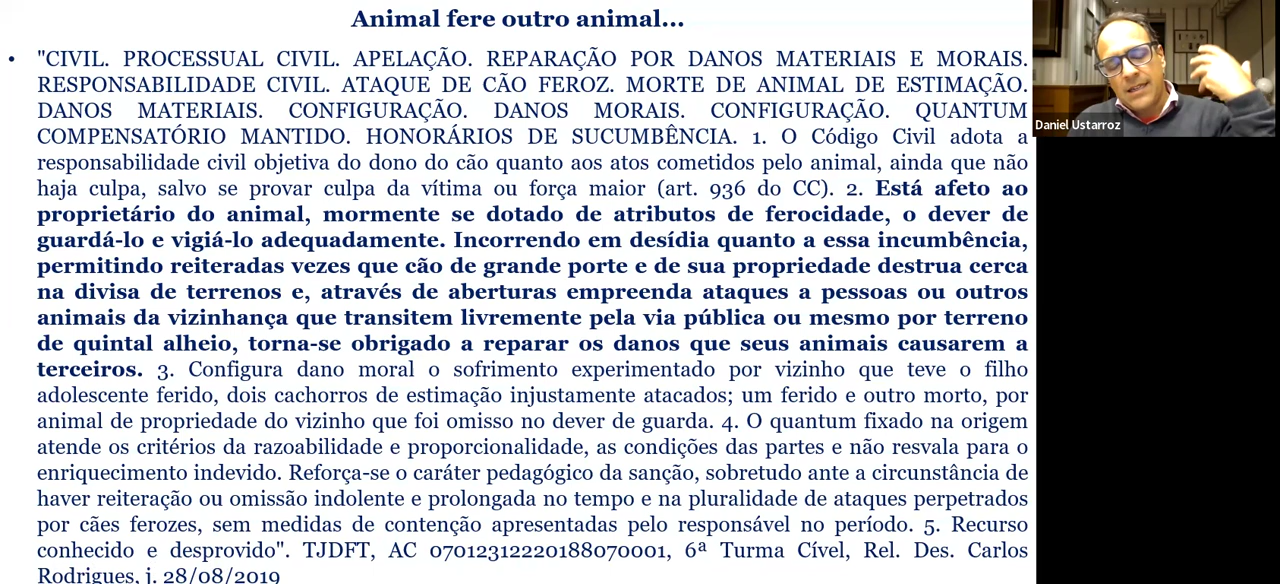 Animal fere outro animal...
• "CIVIL. PROCESSUAL CIVIL. APELAÇÃO. REPARAÇÃO POR DANOS MATERIAIS E MORAIS.
RESPONSABILIDADE CIVIL. ATAQUE DE CÃO FEROZ. MORTE DE ANIMAL DE ESTIMAÇÃO.
DANOS MATERIAIS. CONFIGURAÇÃO. DANOS MORAIS. CONFIGURAÇÃO. QUANTUM
COMPENSATÓRIO MANTIDO. HONORÁRIOS DE SUCUMBÊNCIA. 1. O Código Civil adota a
responsabilidade civil objetiva do dono do cão quanto aos atos cometidos pelo animal, ainda que não
haja culpa, salvo se provar culpa da vítima ou força maior (art. 936 do CC). 2. Está afeto ao
proprietário do animal, mormente se dotado de atributos de ferocidade, o dever de
guardá-lo e vigiá-lo adequadamente. Incorrendo em desídia quanto a essa incumbência,
permitindo reiteradas vezes que cão de grande porte e de sua propriedade destrua cerca
na divisa de terrenos e, através de aberturas empreenda ataques a pessoas ou outros
animais da vizinhança que transitem livremente pela via pública ou mesmo por terreno
de quintal alheio, torna-se obrigado a reparar os danos que seus animais causarem a
terceiros. 3. Configura dano moral o sofrimento experimentado por vizinho que teve o filho
adolescente ferido, dois cachorros de estimação injustamente atacados; um ferido e outro morto, por
animal de propriedade do vizinho que foi omisso no dever de guarda. 4. O quantum fixado na origem
atende os critérios da razoabilidade e proporcionalidade, as condições das partes e não resvala para o
enriquecimento indevido. Reforça-se o caráter pedagógico da sanção, sobretudo ante a circunstância de
haver reiteração ou omissão indolente e prolongada no tempo e na pluralidade de ataques perpetrados
por cães ferozes, sem medidas de contenção apresentadas pelo responsável no período. 5. Recurso
conhecido e desprovido". TJDFT, AC 07012312220188070001, 6ª Turma Cível, Rel. Des. Carlos
Rodrigues, j. 28/08/2019
Daniel Ustarroz